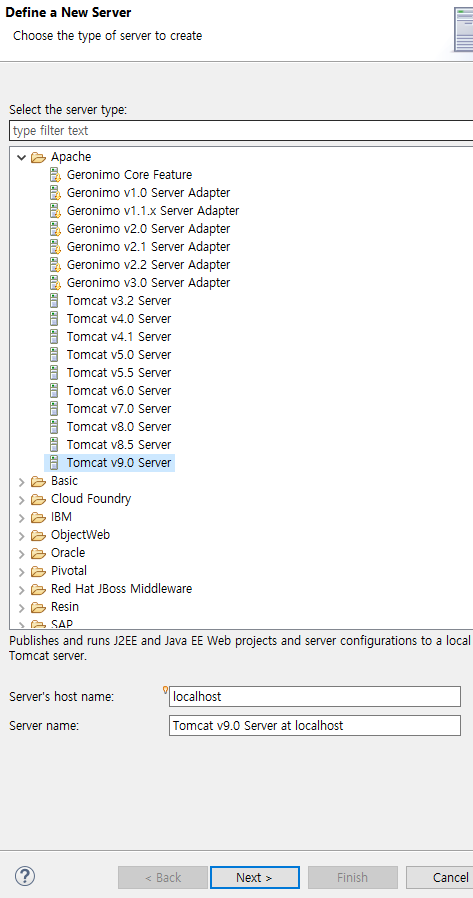 Define a New Server
Choose the type of server to create
Select the server type:
type filter text
Apache
Geronimo Core Feature
Geronimo v1.0 Server Adapter
Geronimo v1.1.x Server Adapter
Geronimo v2.0 Server Adapter
Geronimo v2.1 Server Adapter
Geronimo v2.2 Server Adapter
Geronimo v3.0 Server Adapter
Tomcat v3.2 Server
Tomcat v4.0 Server
Tomcat v4.1 Server
Tomcat v5.0 Server
Tomcat v5.5 Server
Tomcat v6.0 Server
Tomcat v7.0 Server
Tomcat v8.0 Server
Tomcat v8.5 Server
Tomcat v9.0 Server
Basic
Cloud Foundry
IBM
ObjectWeb
Oracle
Pivotal
Red Hat JBoss Middleware
Resin
SAP
Publishes and runs J2EE and Java EE Web projects and server configurations to a local
Tomcat server.
Server's host name: localhost
Server name: Tomcat v9.0 Server at localhost
? < Back Next > Finish Cancel